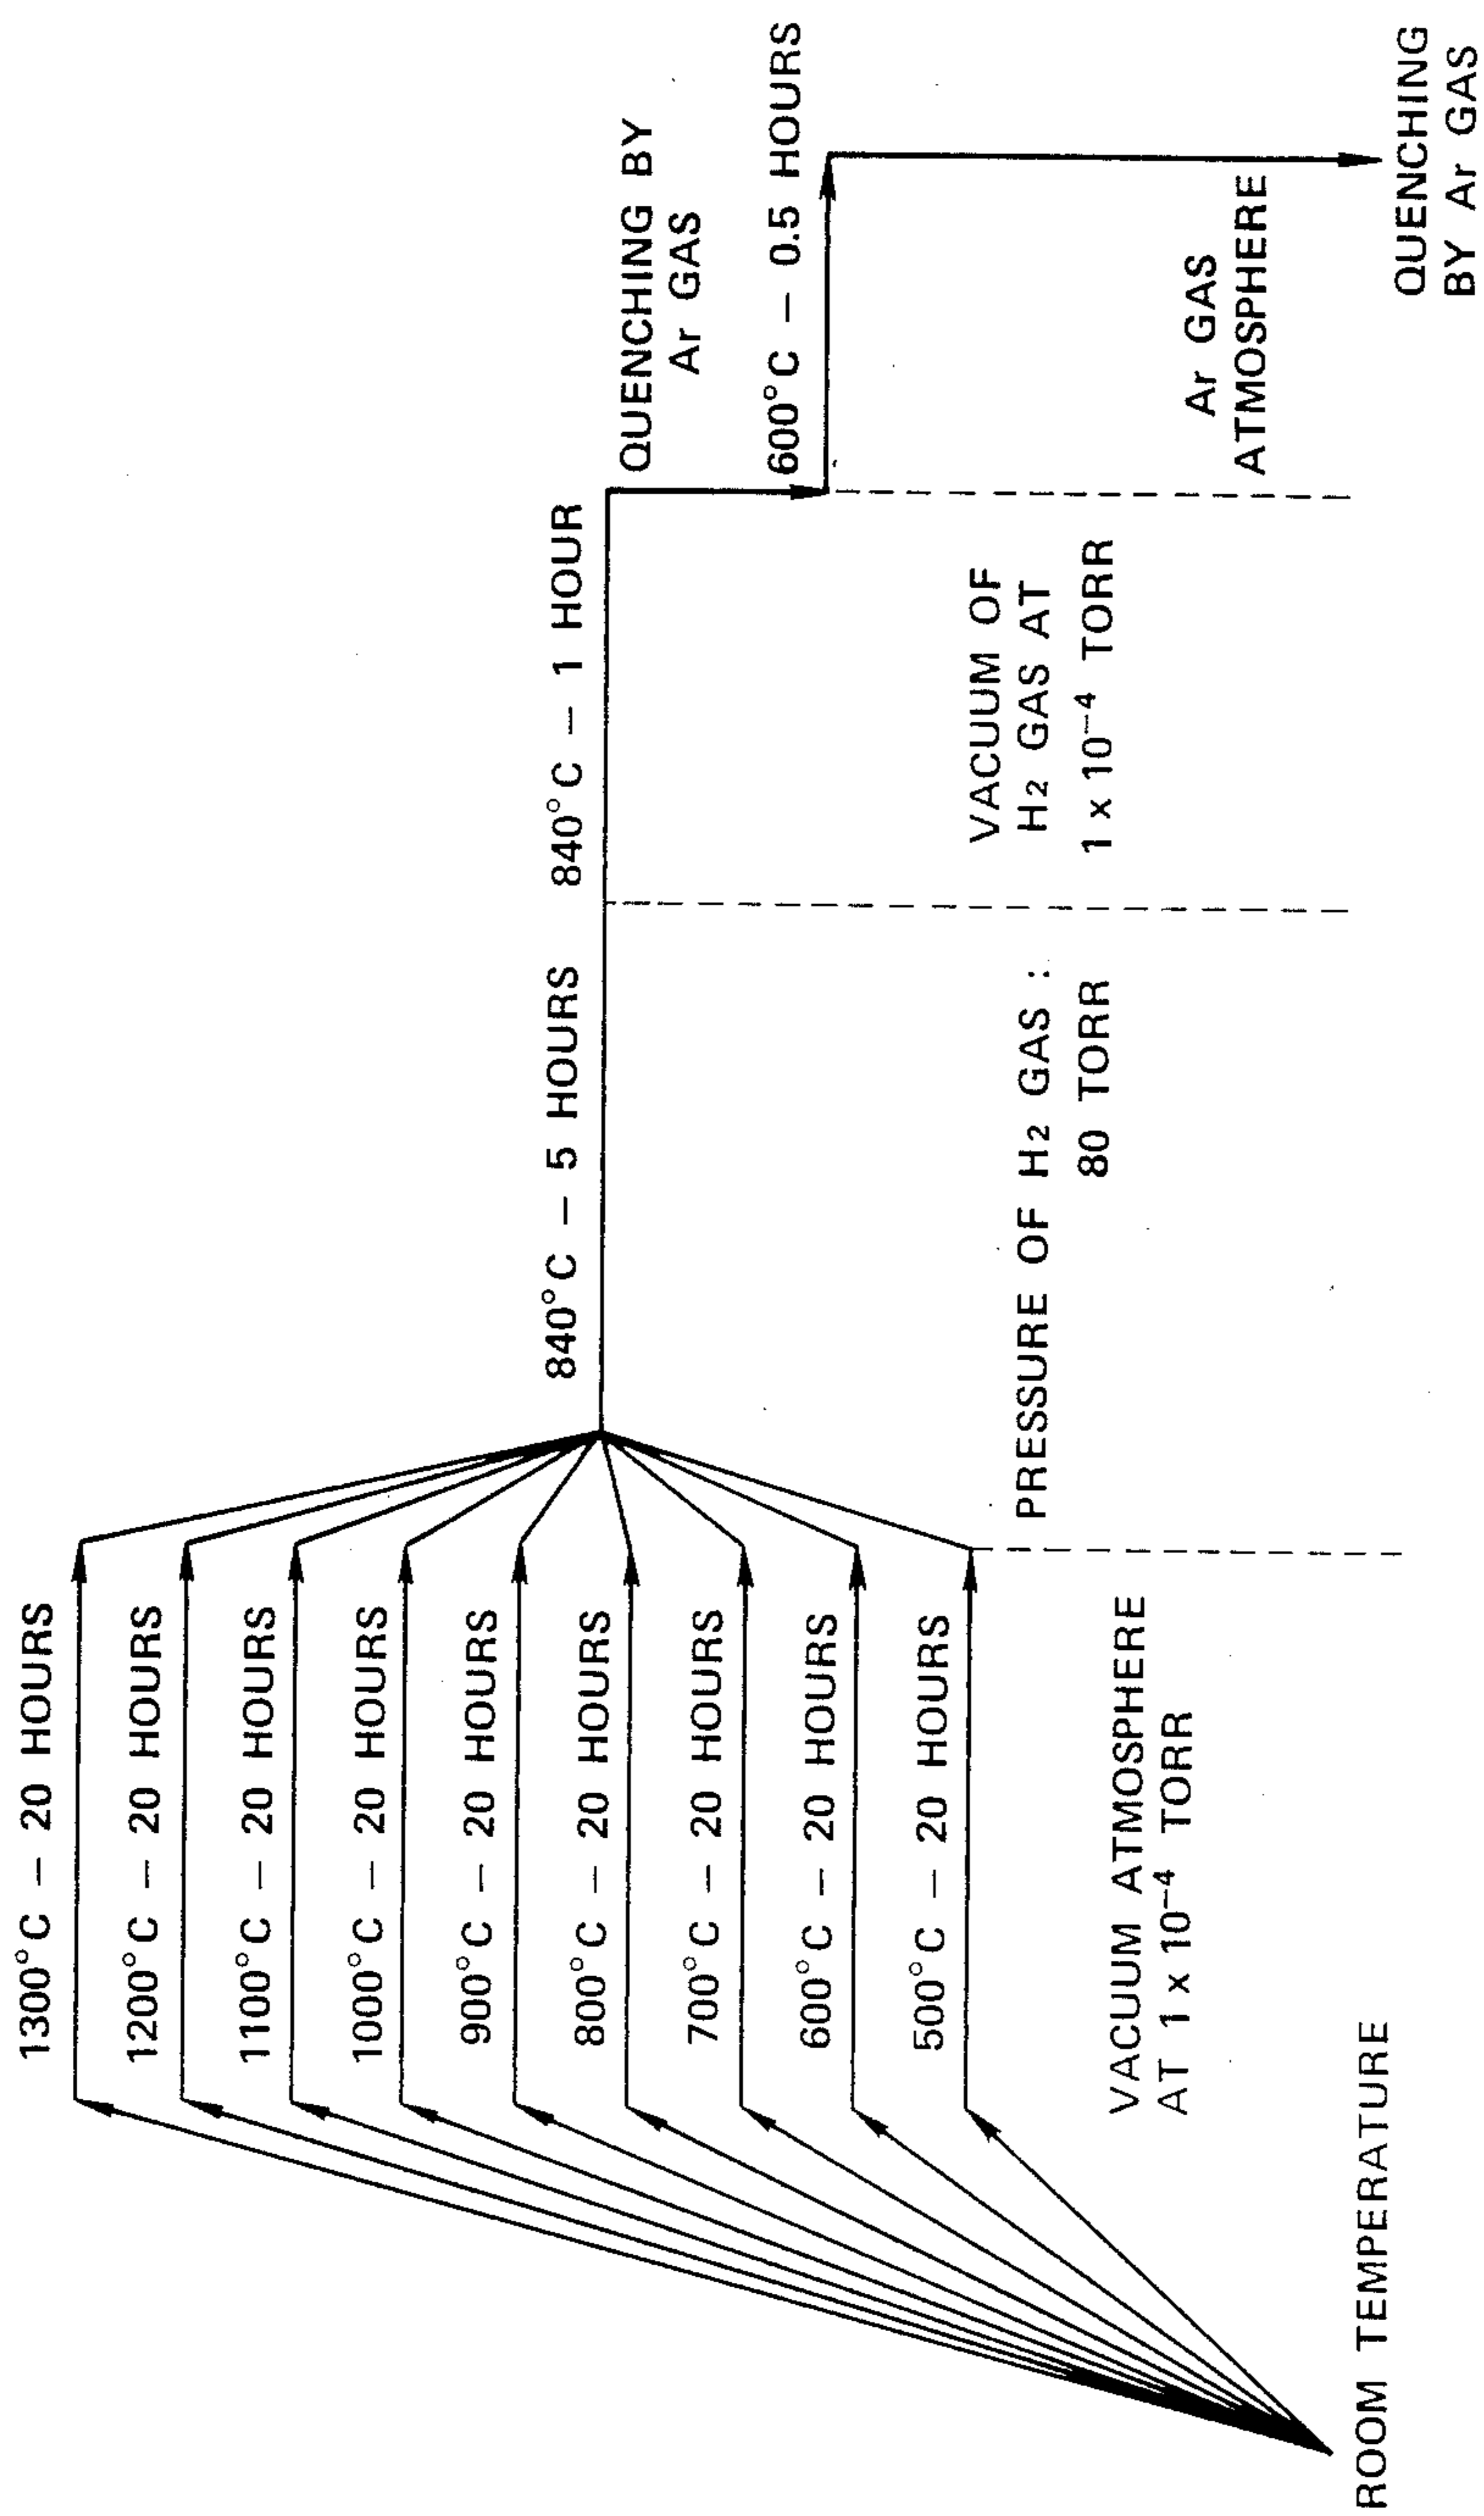 1300°C – 20 HOURS
1200°C – 20 HOURS
1100°C – 20 HOURS
1000°C – 20 HOURS
900°C – 20 HOURS
800°C – 20 HOURS
700°C – 20 HOURS
600°C – 20 HOURS
500°C – 20 HOURS
VACUUM ATMOSPHERE
AT 1 x 10⁻⁴ TORR
ROOM TEMPERATURE
840°C – 5 HOURS
PRESSURE OF H₂ GAS :
80 TORR
840°C – 1 HOUR
VACUUM OF
H₂ GAS AT
1 x 10⁻⁴ TORR
QUENCHING BY
Ar GAS
600°C – 0.5 HOURS
Ar GAS
ATMOSPHERE
QUENCHING
BY Ar GAS